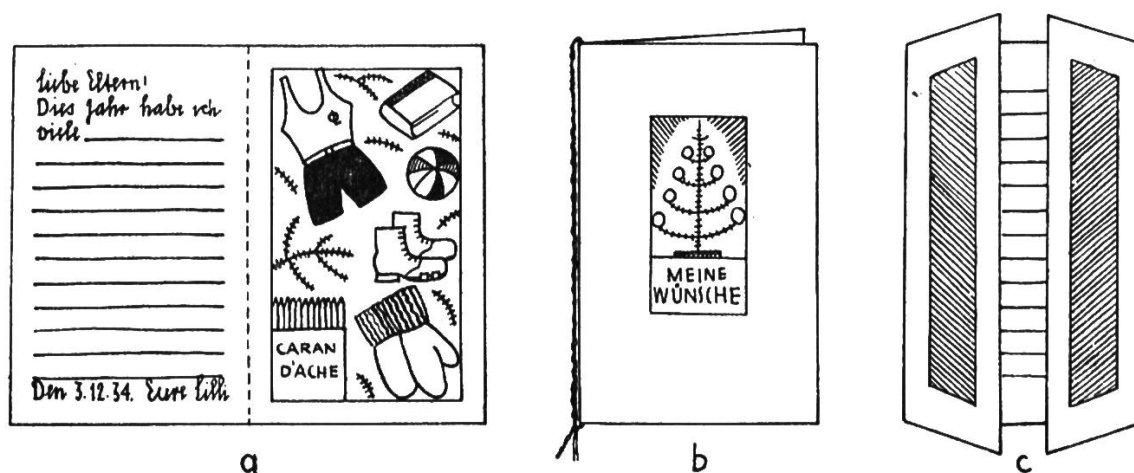 liebe Eltern!
Dies Jahr habe ich
viele
Den 3.12.34. Eure Lilli
CARAN
D'ACHE
a
MEINE
WÜNSCHE
b
c